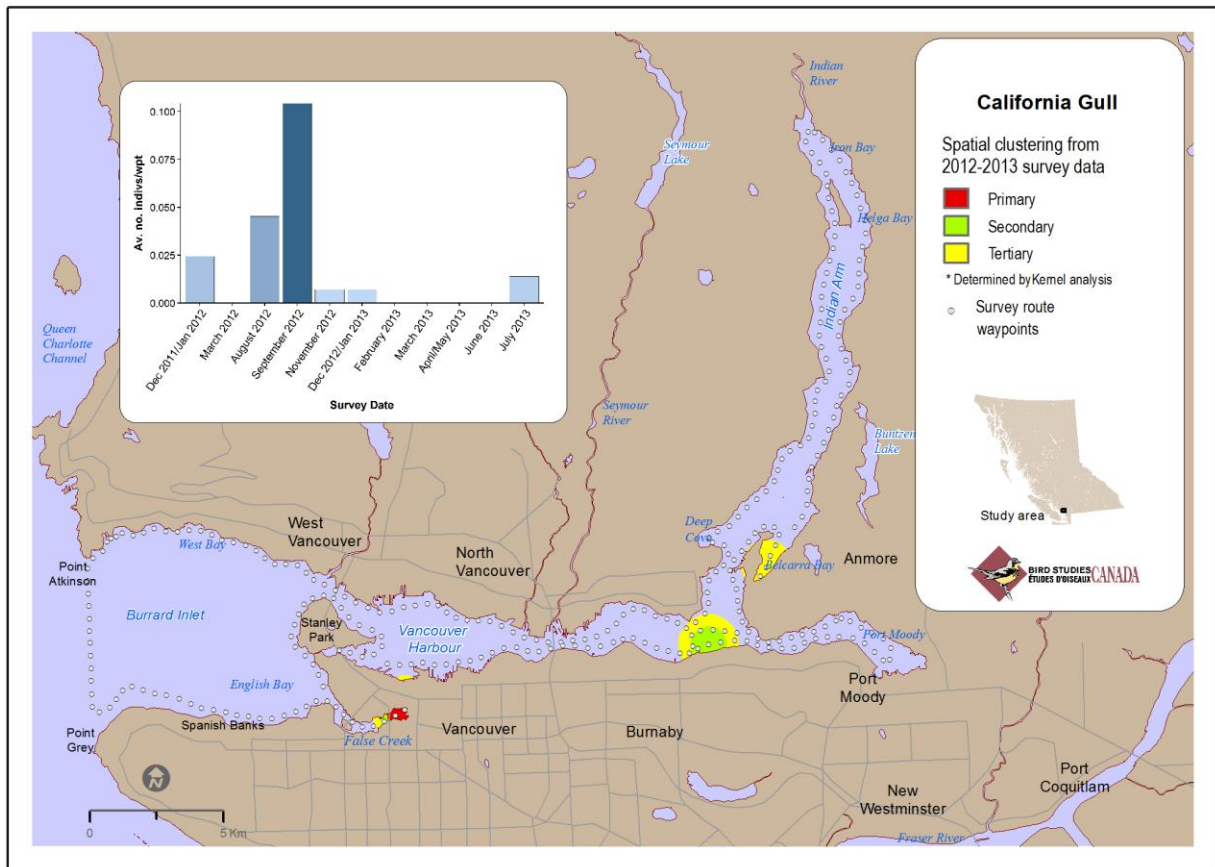 0.100
0.075
0.050
0.025
0.000
Av. no. indivs/wpt
Dec 2011/Jan 2012
March 2012
August 2012
September 2012
November 2012
Dec 2012/Jan 2013
February 2013
March 2013
April/May 2013
June 2013
July 2013
Survey Date
California Gull
Spatial clustering from
2012-2013 survey data
Primary
Secondary
Tertiary
* Determined by Kernel analysis
Survey route
waypoints
Study area
BIRD STUDIES
ÉTUDES D'OISEAUX
CANADA
Indian
River
Iron Bay
Seymour
Lake
Helga Bay
Indian Arm
Queen
Charlotte
Channel
Seymour
River
Buntzen
Lake
Deep
Cove
Belcarra Bay
Anmore
West
Vancouver
West Bay
North
Vancouver
Point
Atkinson
Burrard Inlet
Stanley
Park
Vancouver
Harbour
Port Moody
English Bay
Port
Moody
Spanish Banks
Point
Grey
False Creek
Vancouver
Burnaby
New
Westminster
Port
Coquitlam
Fraser River
N
0
5 Km